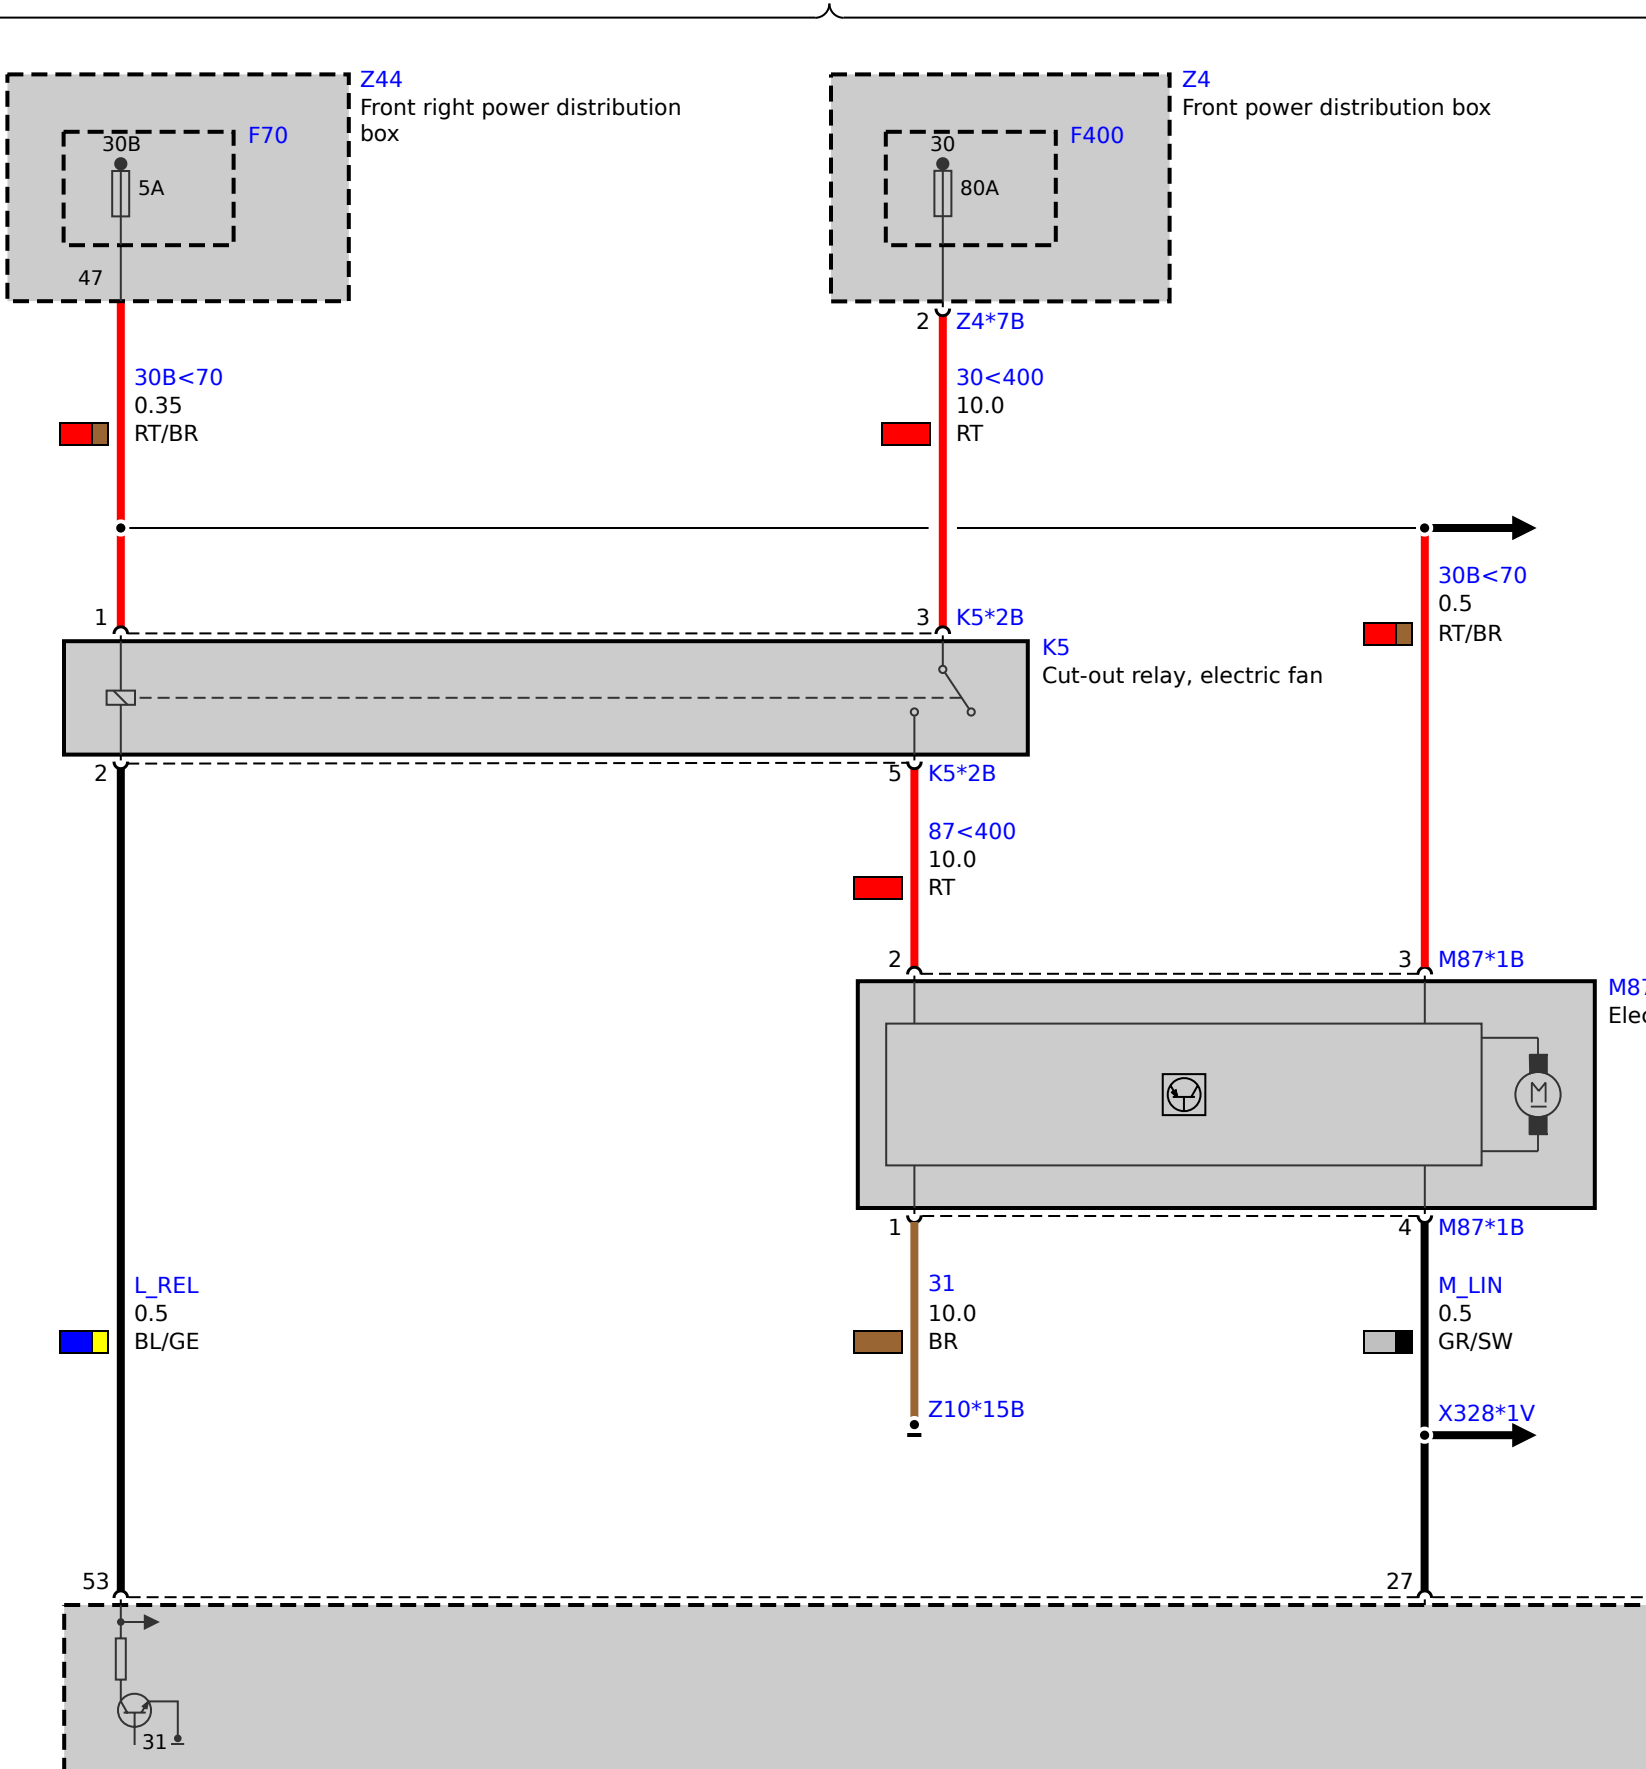 Z44
Front right power distribution
box
F70
30B
5A
47
Z4
Front power distribution box
F400
30
80A
2 Z4*7B
30B<70
0.35
RT/BR
30<400
10.0
RT
30B<70
0.5
RT/BR
1
3 K5*2B
K5
Cut-out relay, electric fan
2
5 K5*2B
87<400
10.0
RT
2
3 M87*1B
M87
M
1
4 M87*1B
L_REL
0.5
BL/GE
31
10.0
BR
M_LIN
0.5
GR/SW
Z10*15B
X328*1V
53
27
31